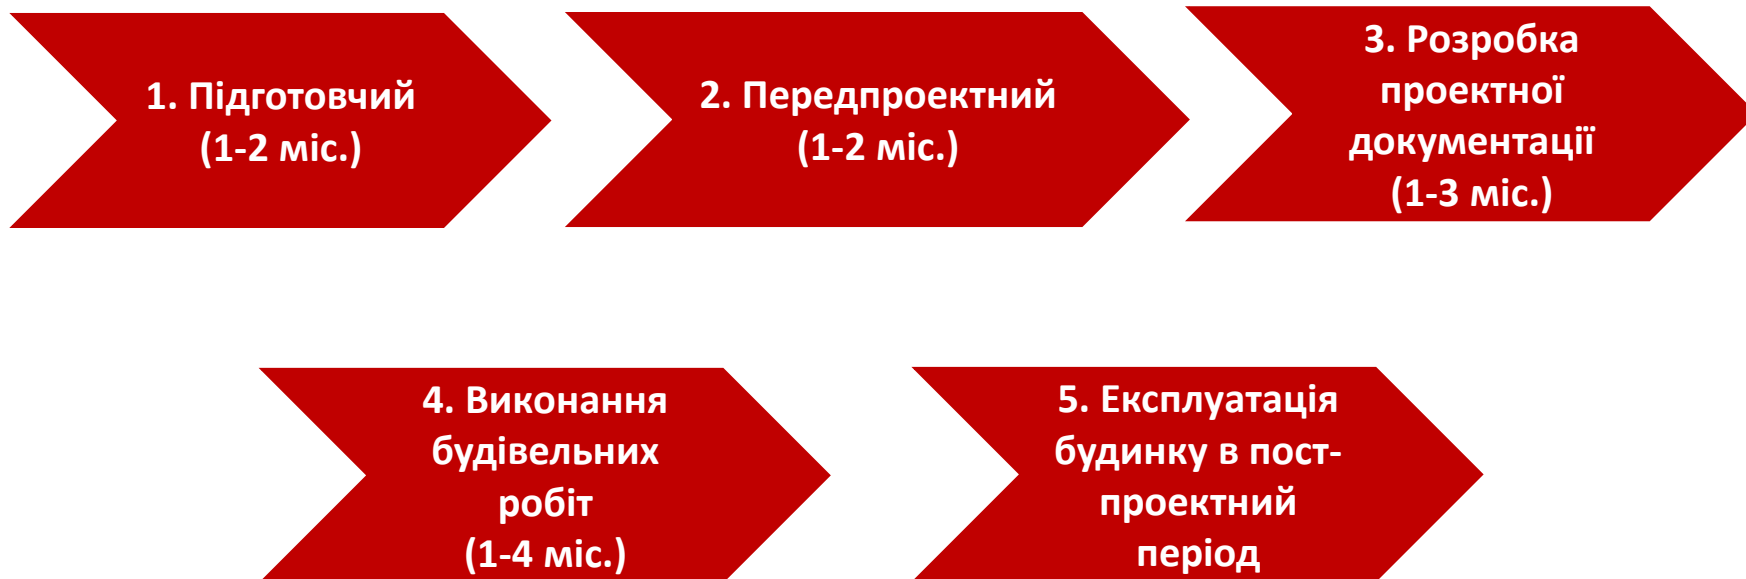 1. Підготовчий
(1-2 міс.)
2. Передпроектний
(1-2 міс.)
3. Розробка
проектної
документації
(1-3 міс.)
4. Виконання
будівельних
робіт
(1-4 міс.)
5. Експлуатація
будинку в пост-
проектний
період